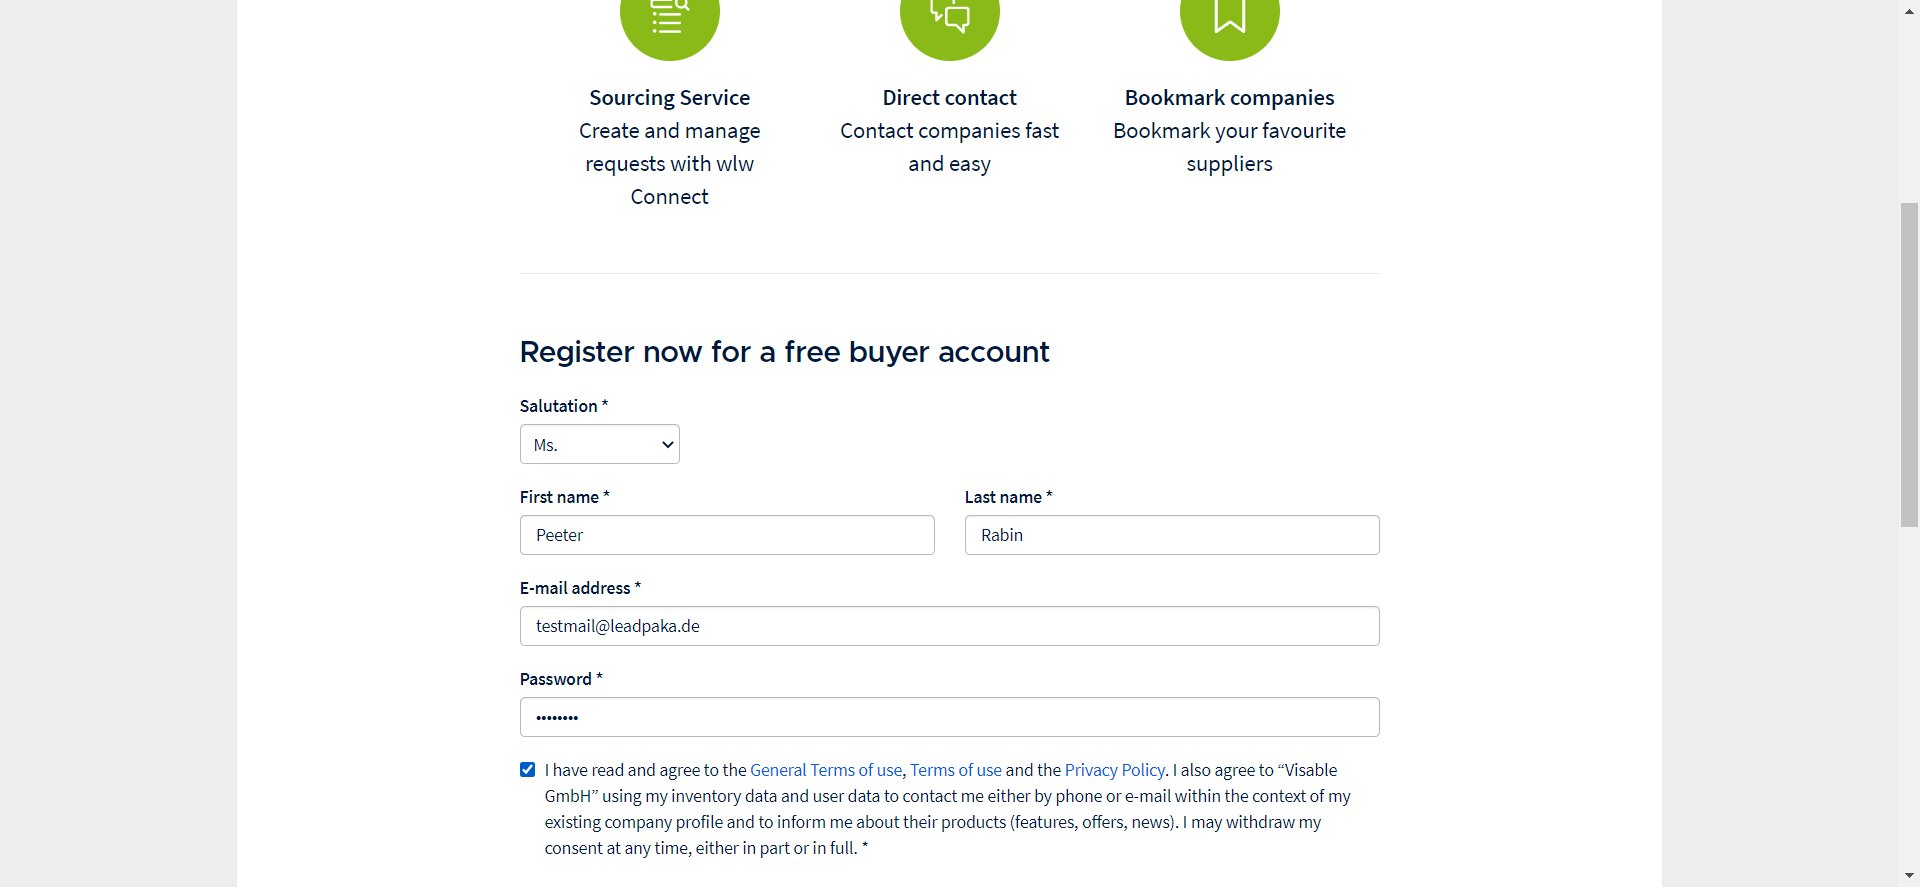 Sourcing Service
Create and manage
requests with wlw
Connect
Direct contact
Contact companies fast
and easy
Bookmark companies
Bookmark your favourite
suppliers
Register now for a free buyer account
Salutation *
Ms.
First name *
Last name *
Peeter
Rabin
E-mail address *
testmail@leadpaka.de
Password *
••••••••
I have read and agree to the General Terms of use, Terms of use and the Privacy Policy. I also agree to “Visable
GmbH” using my inventory data and user data to contact me either by phone or e-mail within the context of my
existing company profile and to inform me about their products (features, offers, news). I may withdraw my
consent at any time, either in part or in full. *